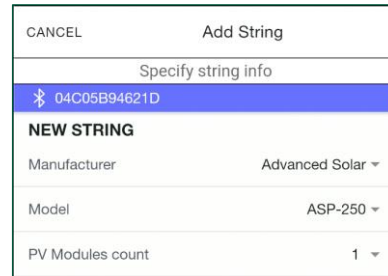 CANCEL Add String
Specify string info
04C05B94621D
NEW STRING
Manufacturer Advanced Solar
Model ASP-250
PV Modules count 1